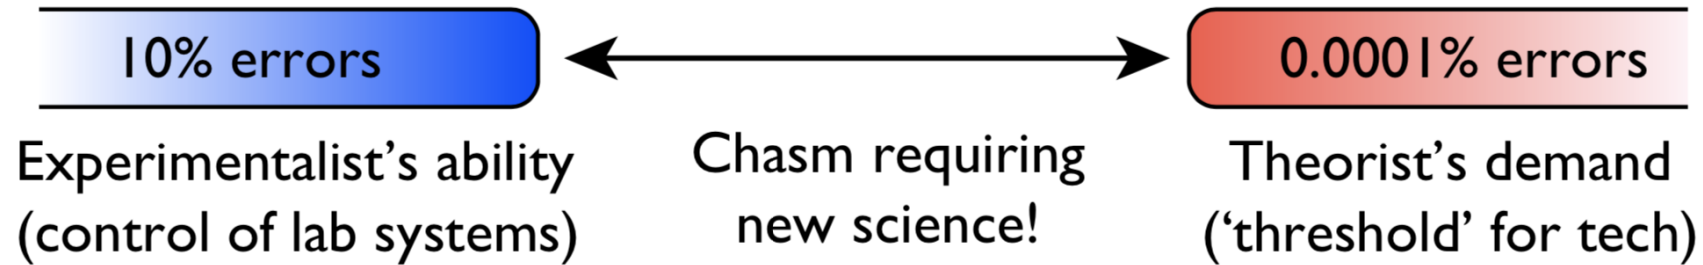 10% errors
0.0001% errors
Experimentalist’s ability
(control of lab systems)
Chasm requiring
new science!
Theorist’s demand
(‘threshold’ for tech)